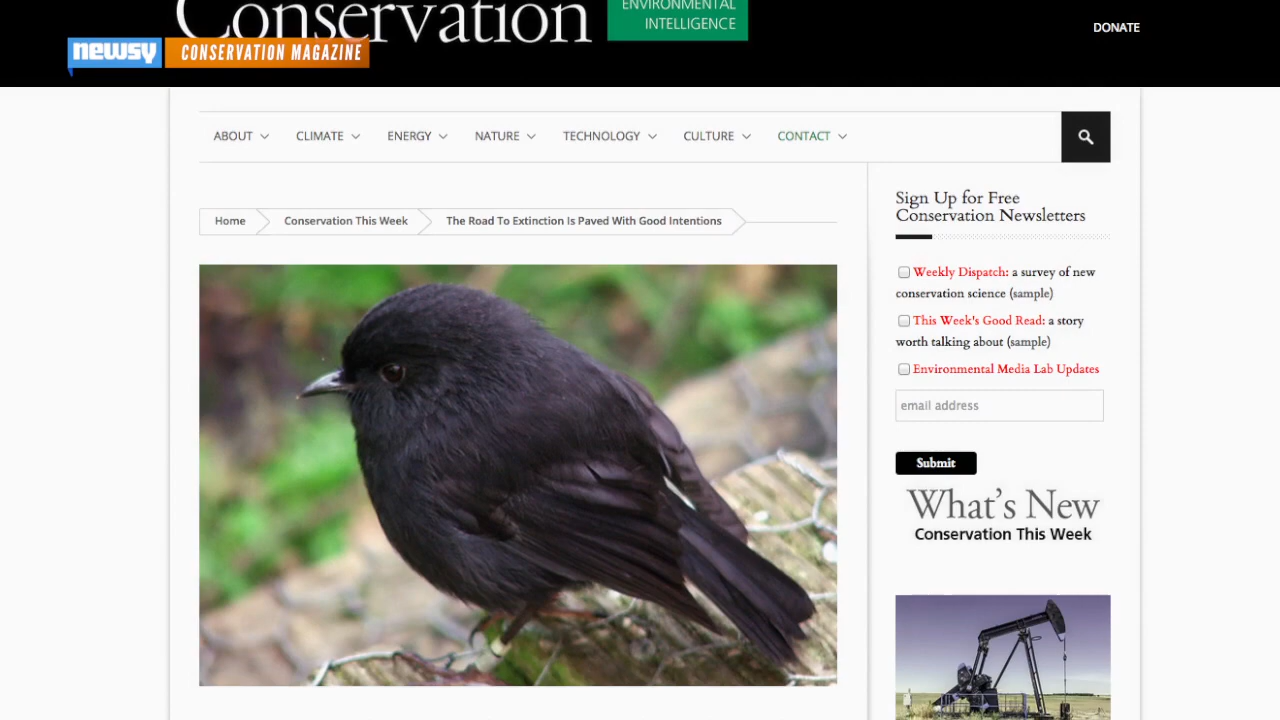 Conservation
ENVIRONMENTAL
INTELLIGENCE
DONATE
newsy
CONSERVATION MAGAZINE
ABOUT
CLIMATE
ENERGY
NATURE
TECHNOLOGY
CULTURE
CONTACT
Home
Conservation This Week
The Road To Extinction Is Paved With Good Intentions
Sign Up for Free
Conservation Newsletters
Weekly Dispatch: a survey of new
conservation science (sample)
This Week's Good Read: a story
worth talking about (sample)
Environmental Media Lab Updates
email address
Submit
What's New
Conservation This Week